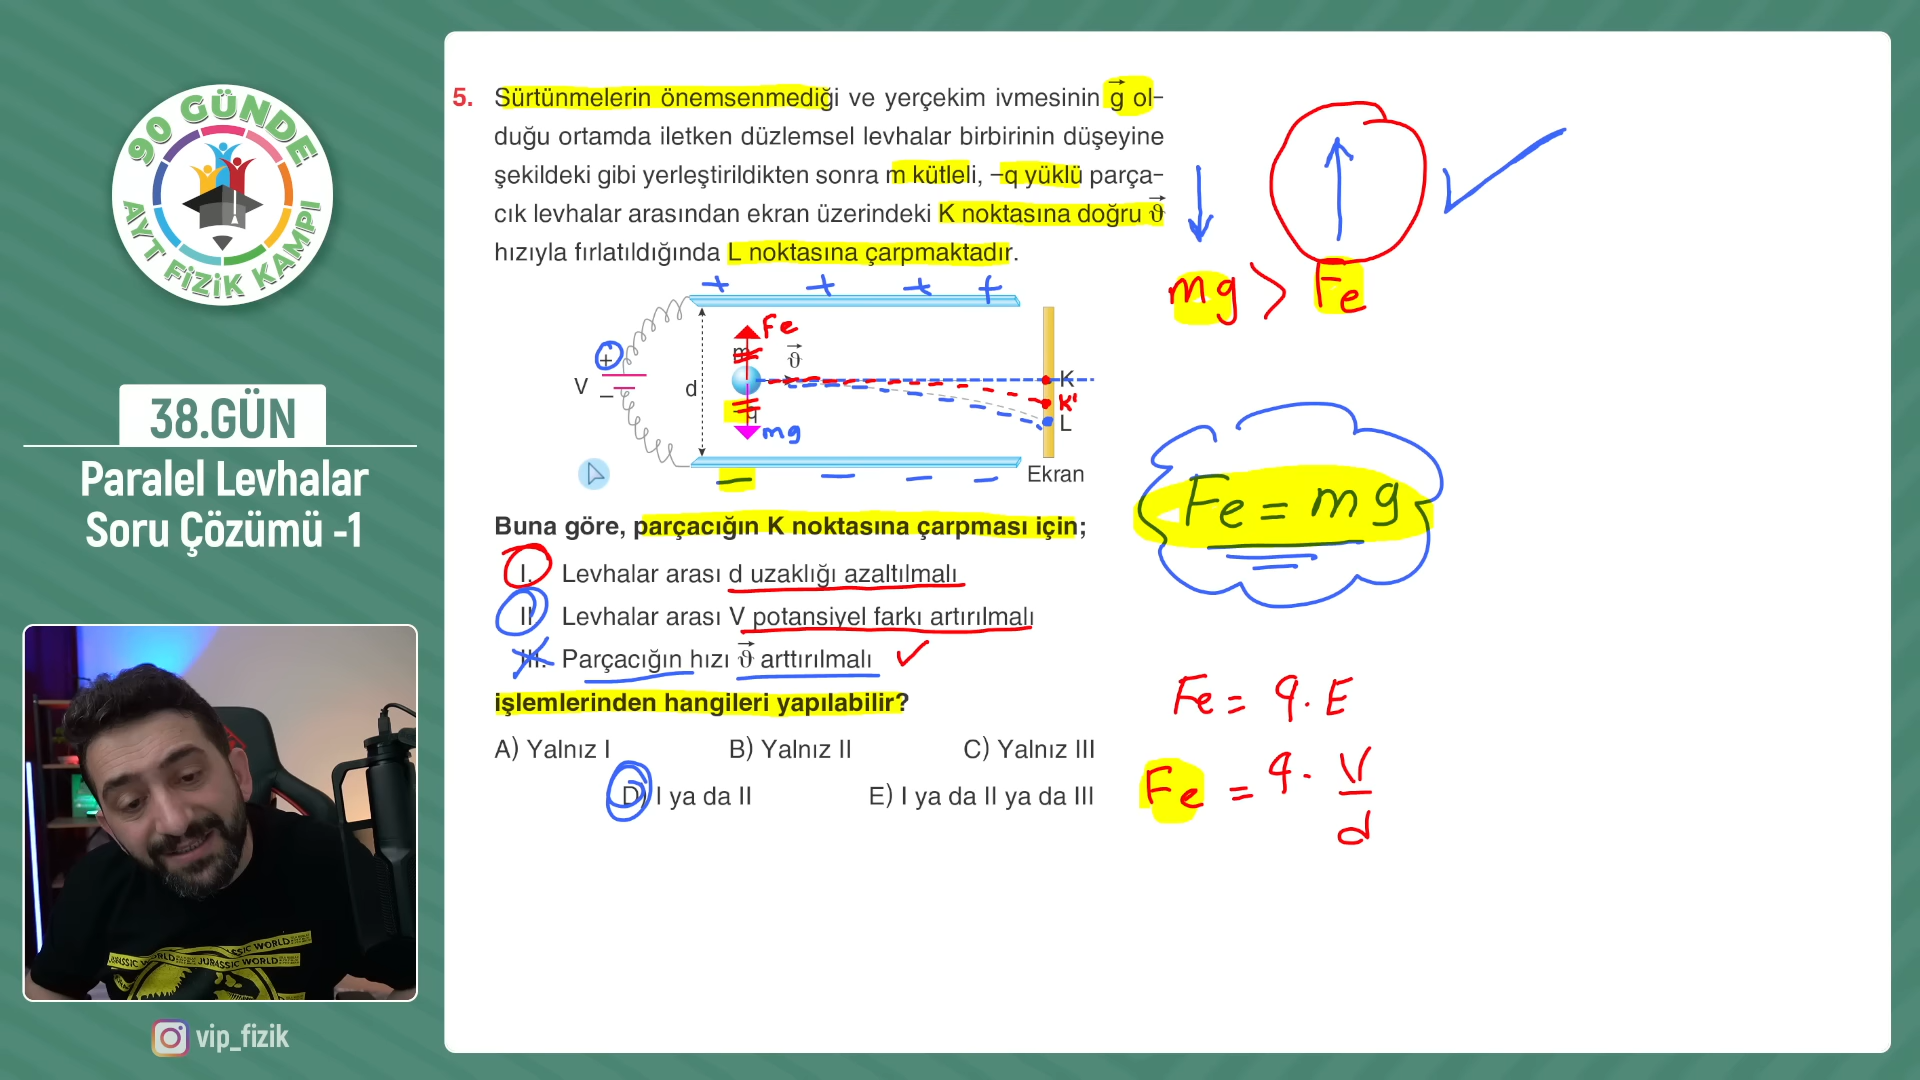 90 GÜNDE
AYT FİZİK KAMPI
38.GÜN
Paralel Levhalar
Soru Çözümü -1
vip_fizik
5. Sürtünmelerin önemsenmediği ve yerçekim ivmesinin g ol-
duğu ortamda iletken düzlemsel levhalar birbirinin düşeyine
şekildeki gibi yerleştirildikten sonra m kütleli, –q yüklü parça-
cık levhalar arasından ekran üzerindeki K noktasına doğru ϑ
hızıyla fırlatıldığında L noktasına çarpmaktadır.
+ + + +
Fe
m
ϑ
+
V
–
d
K
K'
L
–q
mg
– – – –
Ekran
Buna göre, parçacığın K noktasına çarpması için;
I. Levhalar arası d uzaklığı azaltılmalı
II. Levhalar arası V potansiyel farkı artırılmalı
III. Parçacığın hızı ϑ arttırılmalı
işlemlerinden hangileri yapılabilir?
A) Yalnız I B) Yalnız II C) Yalnız III
D) I ya da II E) I ya da II ya da III
mg > Fe
Fe = mg
Fe = q. E
Fe = q. V/d
JURASSIC WORLD